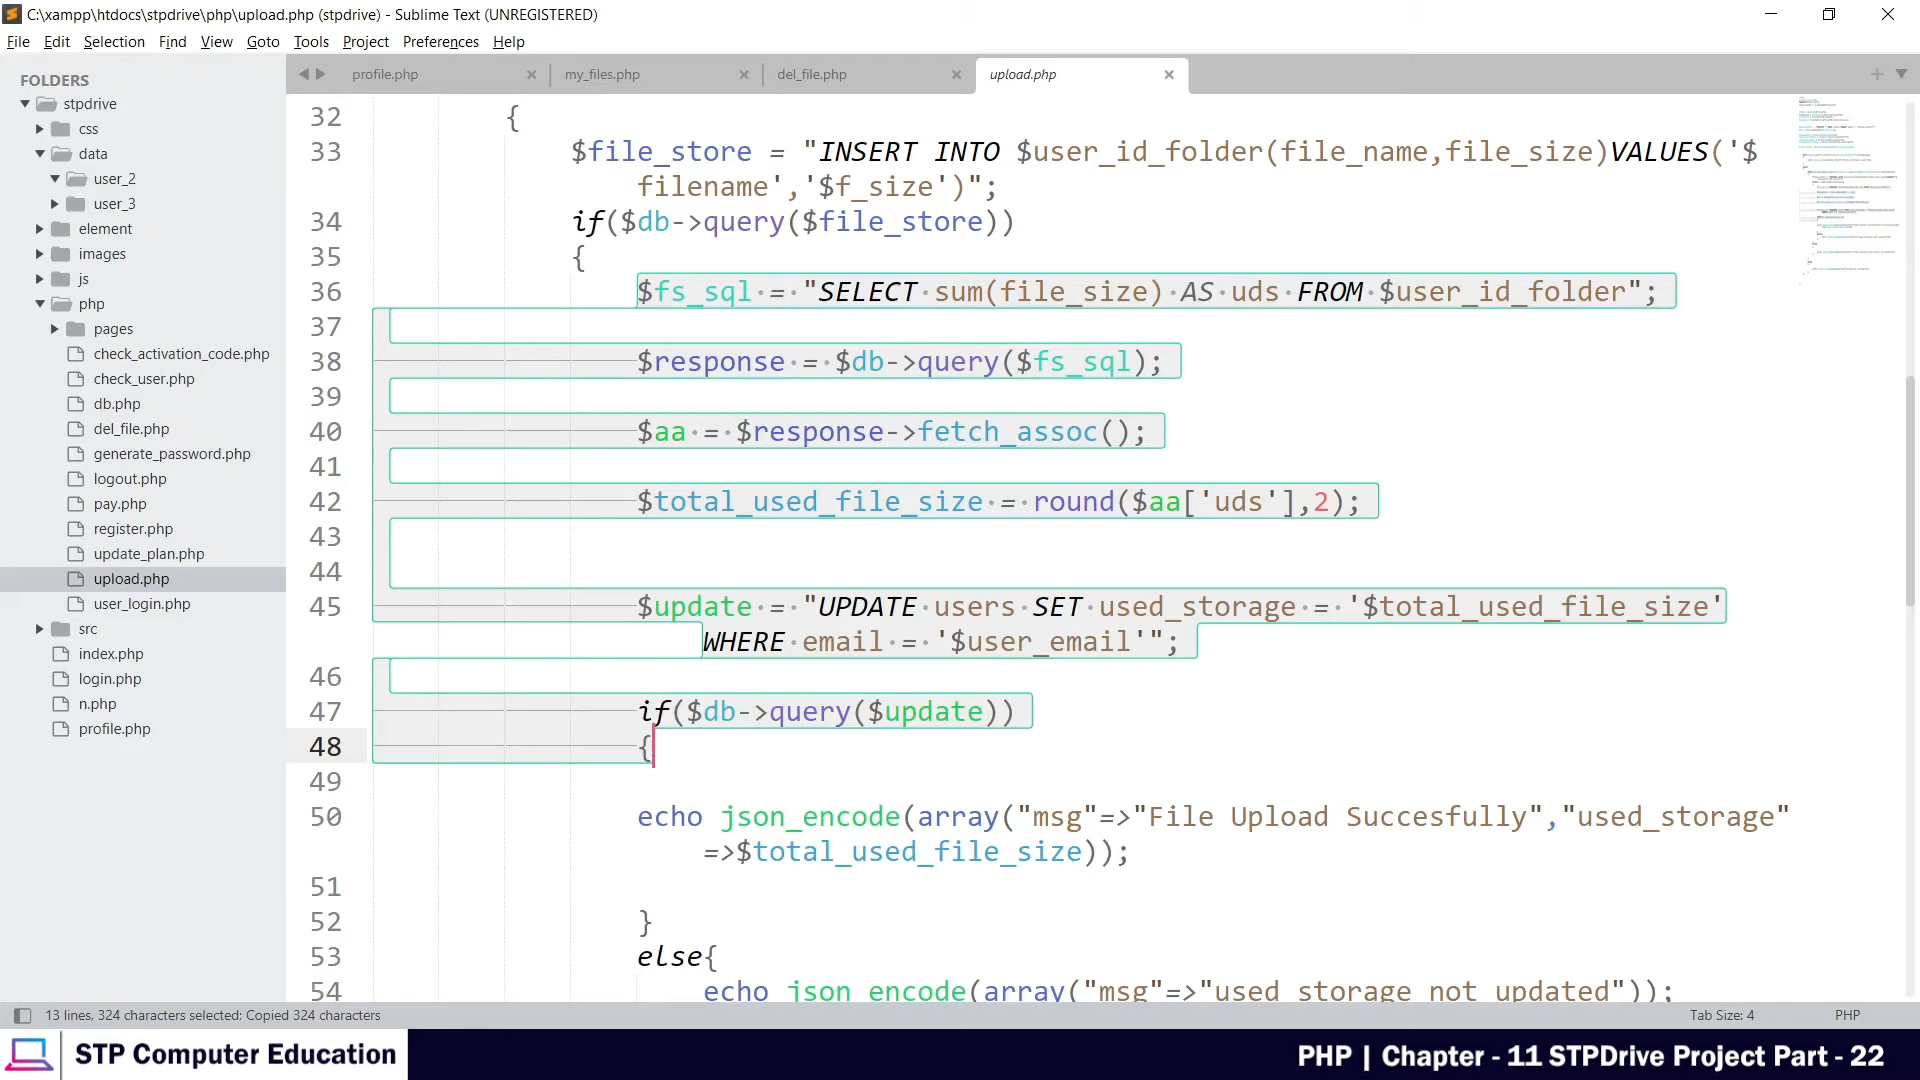 C:\xampp\htdocs\stpdrive\php\upload.php (stpdrive) - Sublime Text (UNREGISTERED)
File Edit Selection Find View Goto Tools Project Preferences Help
FOLDERS
stpdrive
css
data
user_2
user_3
element
images
js
php
pages
check_activation_code.php
check_user.php
db.php
del_file.php
generate_password.php
logout.php
pay.php
register.php
update_plan.php
upload.php
user_login.php
src
index.php
login.php
n.php
profile.php
profile.php my_files.php del_file.php upload.php
32 {
33 $file_store = "INSERT INTO $user_id_folder(file_name,file_size)VALUES('$
filename','$f_size')";
34 if($db->query($file_store))
35 {
36 $fs_sql = "SELECT sum(file_size) AS uds FROM $user_id_folder";
37
38 $response = $db->query($fs_sql);
39
40 $aa = $response->fetch_assoc();
41
42 $total_used_file_size = round($aa['uds'],2);
43
44
45 $update = "UPDATE users SET used_storage = '$total_used_file_size'
WHERE email = '$user_email'";
46
47 if($db->query($update))
48 {
49
50 echo json_encode(array("msg"=>"File Upload Succesfully","used_storage"
=>$total_used_file_size));
51
52 }
53 else{
54 echo json_encode(array("msg"=>"used storage not updated"));
13 lines, 324 characters selected; Copied 324 characters
Tab Size: 4 PHP
STP Computer Education
PHP | Chapter - 11 STPDrive Project Part - 22